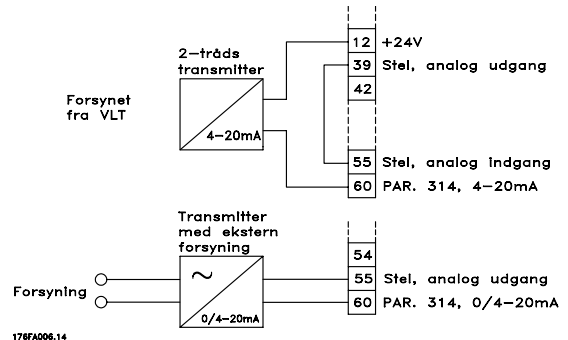 12 +24V
2-tråds
transmitter
39 Stel, analog udgang
42
Forsynet
fra VLT
4-20mA
55 Stel, analog indgang
60 PAR. 314, 4-20mA
Transmitter
med ekstern
forsyning
54
~
55 Stel, analog udgang
Forsyning
60 PAR. 314, 0/4-20mA
0/4-20mA
176FA006.14